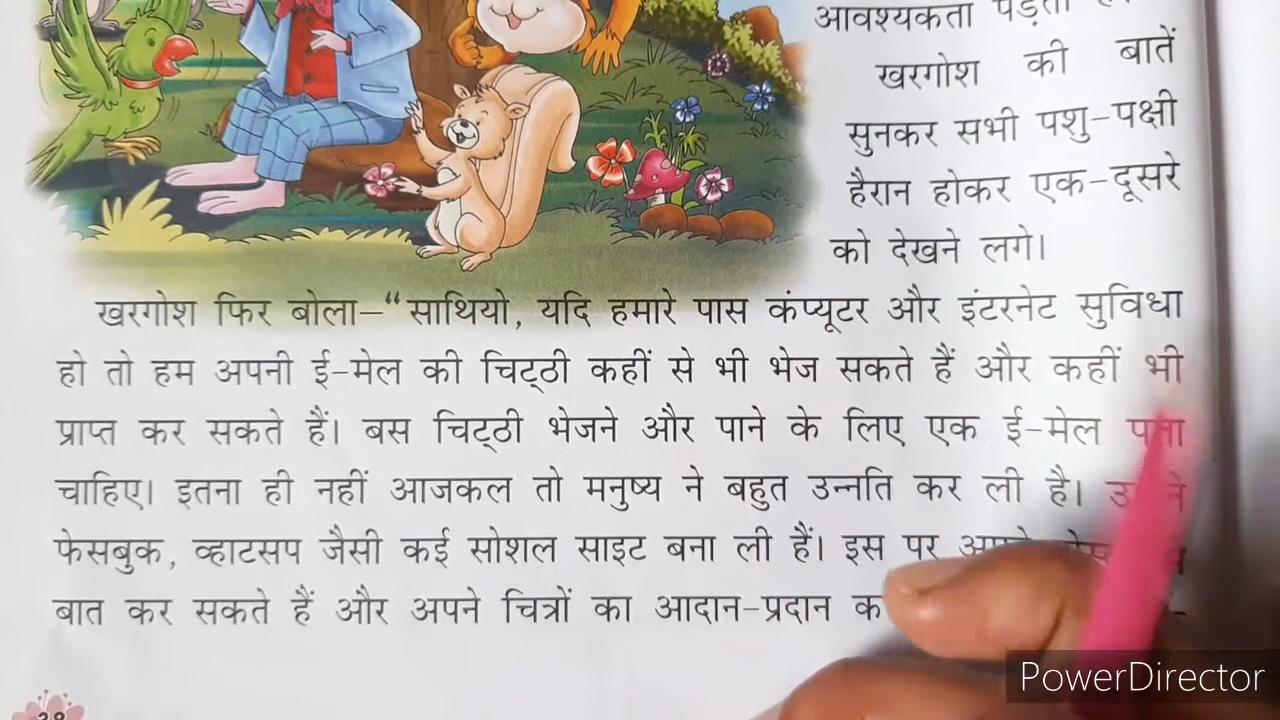 आवश्यकता पड़ती
खरगोश की बातें
सुनकर सभी पशु-पक्षी
हैरान होकर एक-दूसरे
को देखने लगे।
खरगोश फिर बोला–“साथियो, यदि हमारे पास कंप्यूटर और इंटरनेट सुविधा
हो तो हम अपनी ई-मेल की चिट्ठी कहीं से भी भेज सकते हैं और कहीं भी
प्राप्त कर सकते हैं। बस चिट्ठी भेजने और पाने के लिए एक ई-मेल पता
चाहिए। इतना ही नहीं आजकल तो मनुष्य ने बहुत उन्नति कर ली है।
फेसबुक, व्हाटसप जैसी कई सोशल साइट बना ली हैं। इस पर
बात कर सकते हैं और अपने चित्रों का आदान-प्रदान
PowerDirector